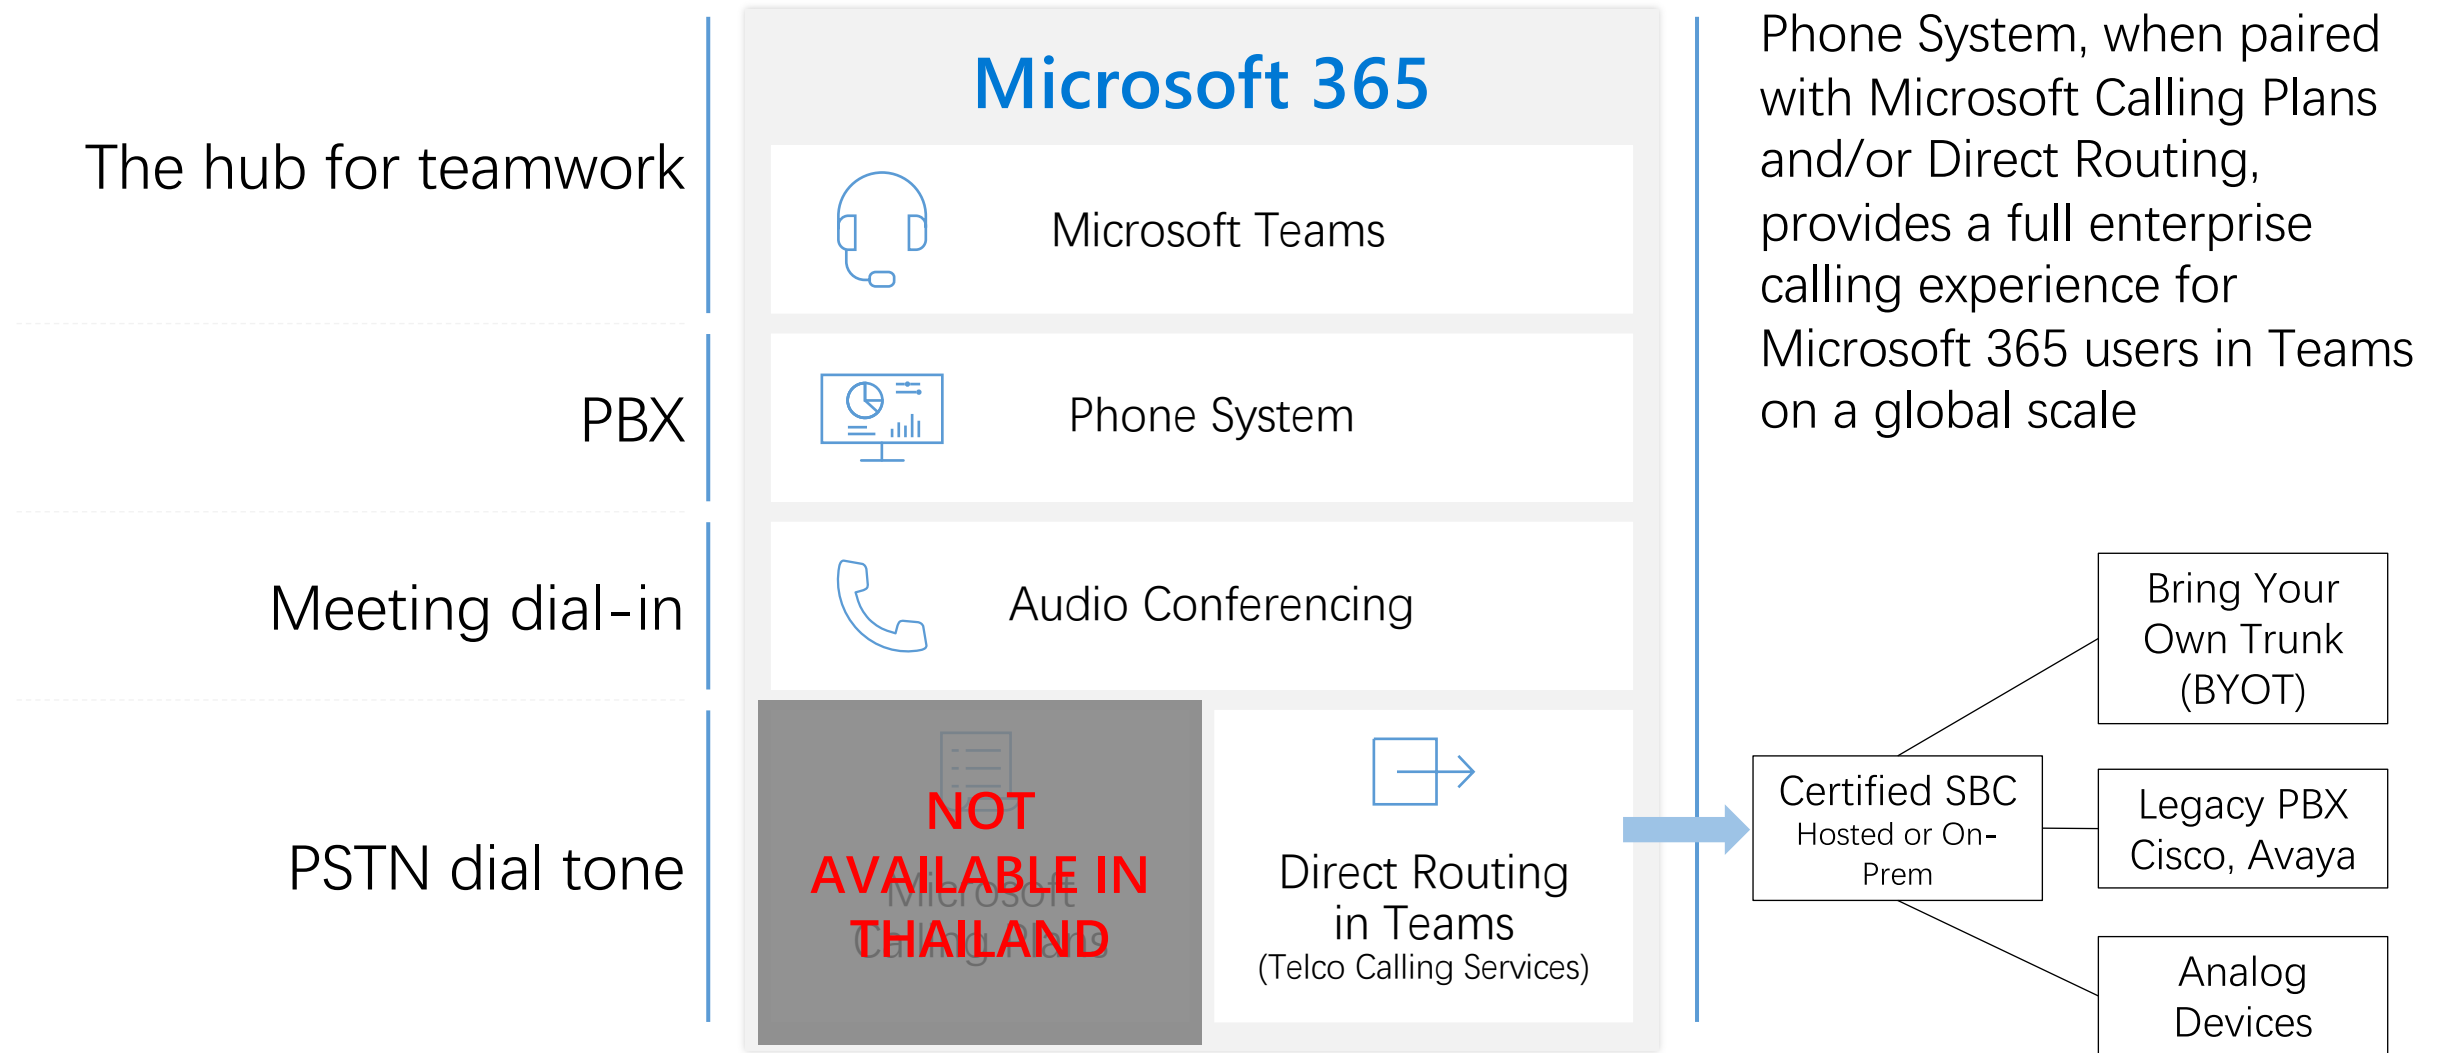 Microsoft 365
The hub for teamwork
Microsoft Teams
PBX
Phone System
Meeting dial-in
Audio Conferencing
PSTN dial tone
Microsoft
Calling Plans
NOT
AVAILABLE IN
THAILAND
Direct Routing
in Teams
(Telco Calling Services)
Phone System, when paired
with Microsoft Calling Plans
and/or Direct Routing,
provides a full enterprise
calling experience for
Microsoft 365 users in Teams
on a global scale
Certified SBC
Hosted or On-
Prem
Bring Your
Own Trunk
(BYOT)
Legacy PBX
Cisco, Avaya
Analog
Devices